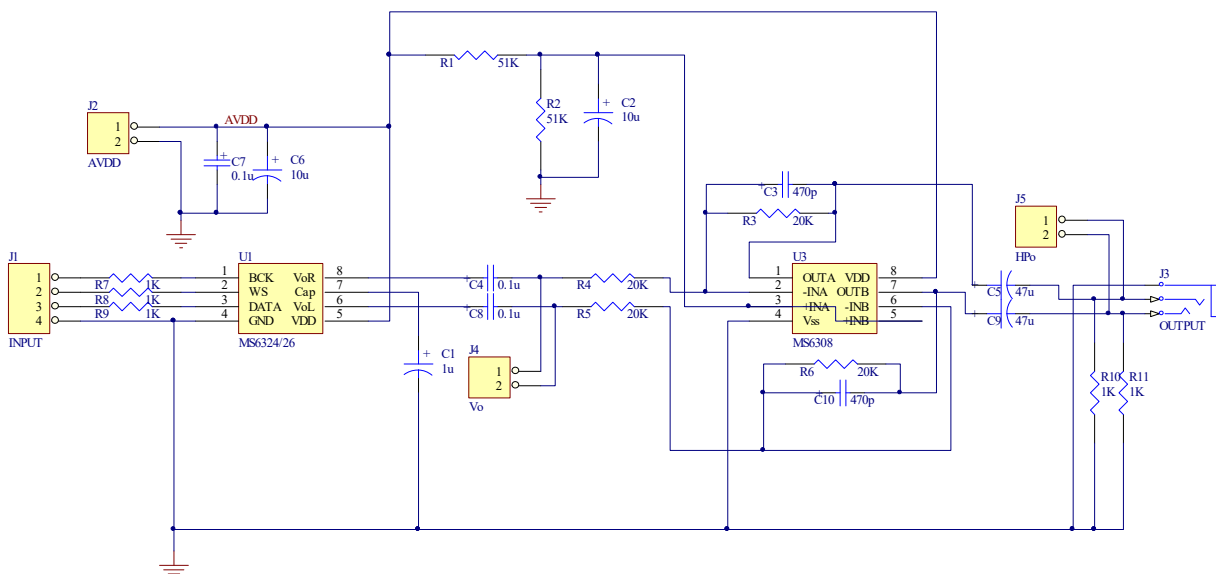 R1
51K
R2
51K
C2
10u
J2
1
2
AVDD
AVDD
C7
0.1u
C6
10u
C3
470p
R3
20K
J5
1
2
HPo
J1
1
2
3
4
INPUT
R7
1K
R8
1K
R9
1K
U1
1 BCK VoR 8
2 WS Cap 7
3 DATA VoL 6
4 GND VDD 5
MS6324/26
C4
0.1u
C8
0.1u
R4
20K
R5
20K
U3
1 OUTA VDD 8
2 -INA OUTB 7
3 +INA -INB 6
4 Vss +INB 5
MS6308
C5
47u
C9
47u
J3
OUTPUT
C1
1u
J4
1
2
Vo
R6
20K
C10
470p
R10
1K
R11
1K